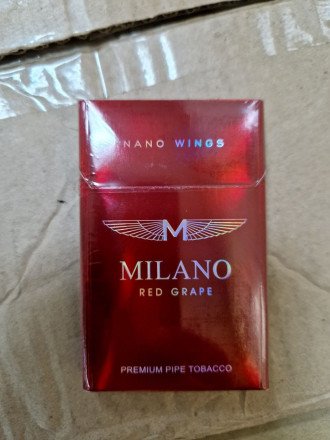 NANO WINGS
M
MILANO
RED GRAPE
PREMIUM PIPE TOBACCO